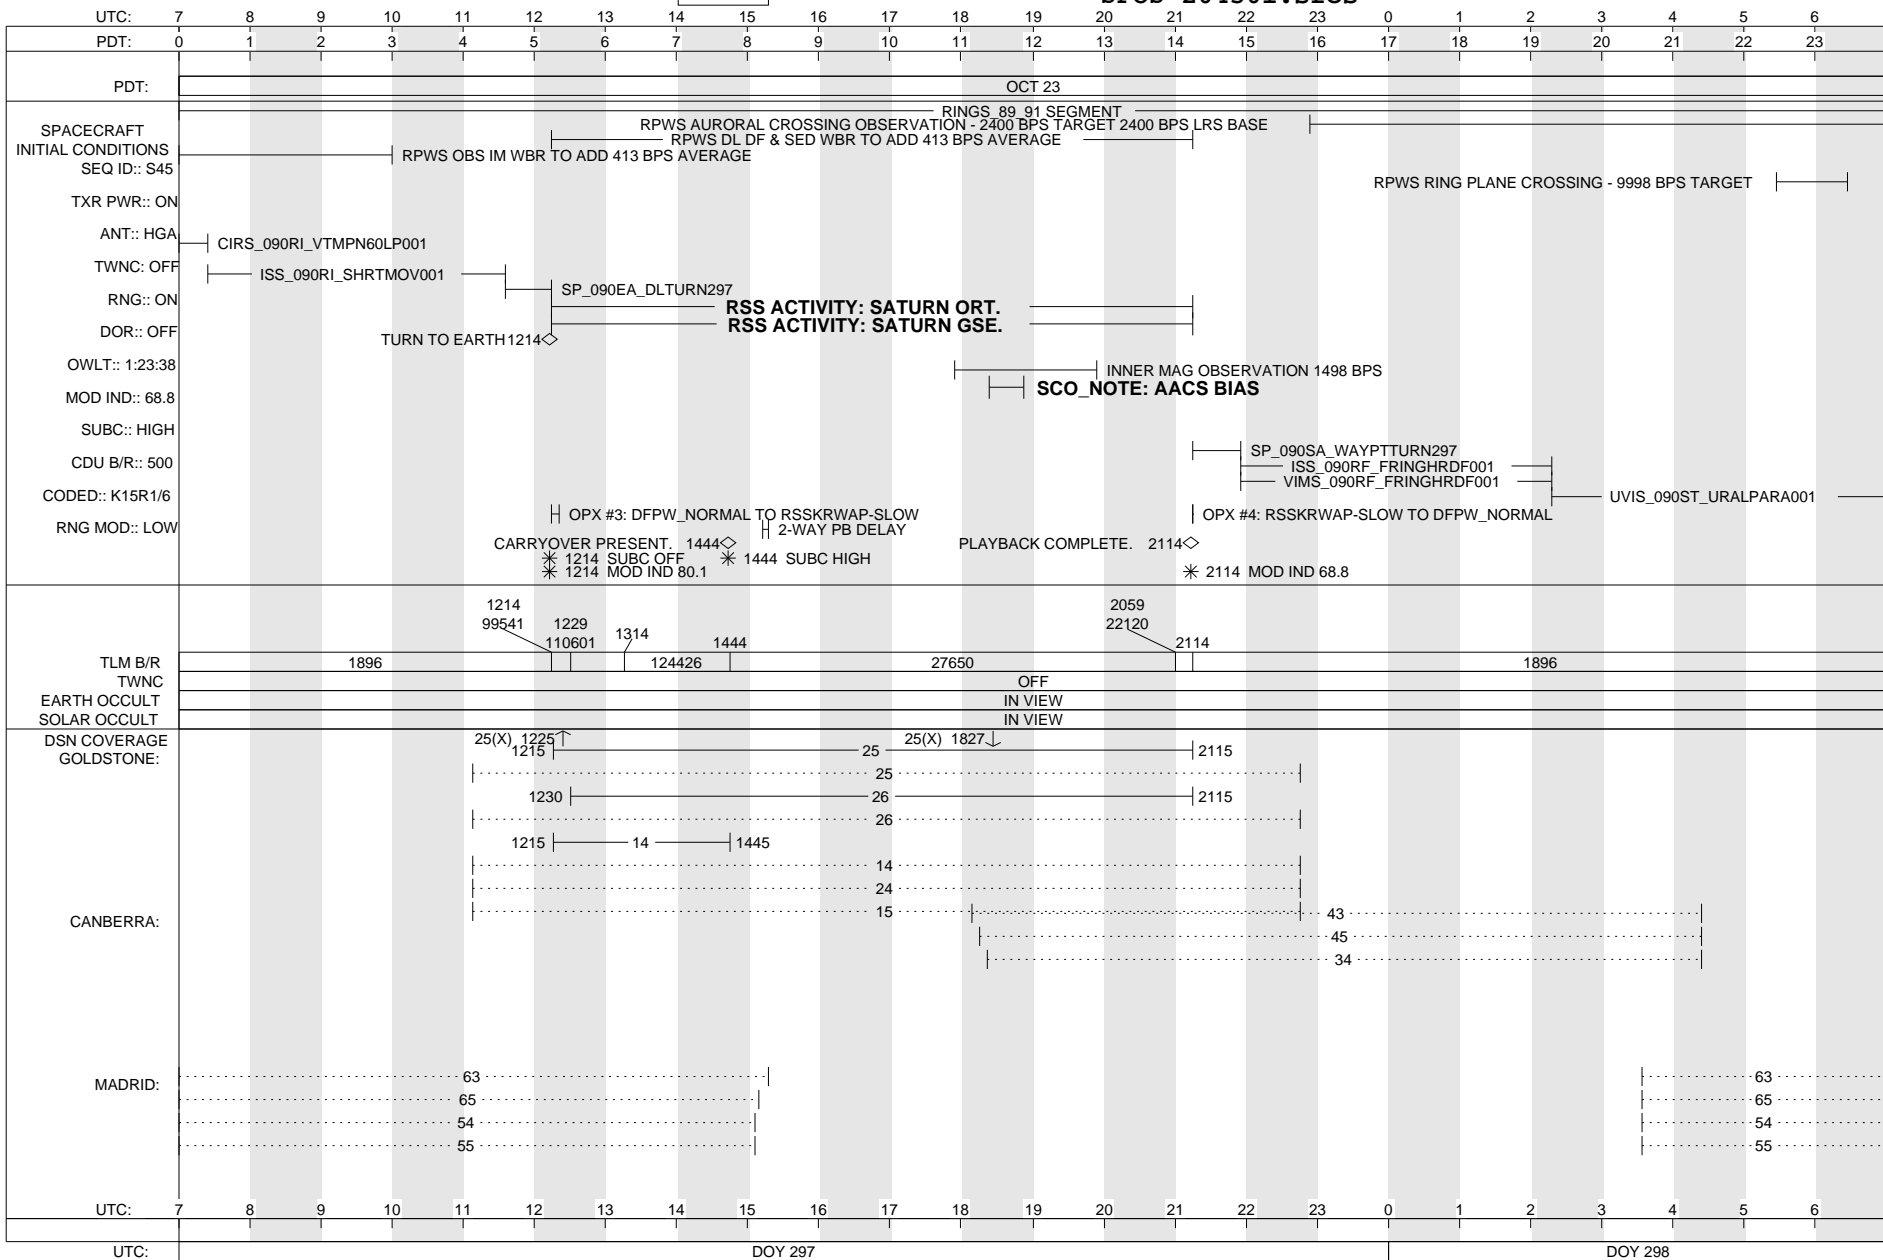 UTC: 7 8 9 10 11 12 13 14 15 16 17 18 19 20 21 22 23 0 1 2 3 4 5 6
PDT: 0 1 2 3 4 5 6 7 8 9 10 11 12 13 14 15 16 17 18 19 20 21 22 23
PDT: OCT 23
RINGS_89_91 SEGMENT
SPACECRAFT
INITIAL CONDITIONS
RPWS AURORAL CROSSING OBSERVATION - 2400 BPS TARGET 2400 BPS LRS BASE
RPWS DL DF & SED WBR TO ADD 413 BPS AVERAGE
RPWS OBS IM WBR TO ADD 413 BPS AVERAGE
SEQ ID:: S45
RPWS RING PLANE CROSSING - 9998 BPS TARGET
TXR PWR:: ON
ANT:: HGA
CIRS_090RI_VTMPN60LP001
TWNC: OFF
ISS_090RI_SHRTMOV001
SP_090EA_DLTURN297
RNG:: ON
RSS ACTIVITY: SATURN ORT.
RSS ACTIVITY: SATURN GSE.
DOR:: OFF
TURN TO EARTH 1214
OWLT:: 1:23:38
INNER MAG OBSERVATION 1498 BPS
SCO_NOTE: AACS BIAS
MOD IND:: 68.8
SUBC:: HIGH
SP_090SA_WAYPTTURN297
CDU B/R:: 500
ISS_090RF_FRINGHRDF001
VIMS_090RF_FRINGHRDF001
CODED:: K15R1/6
UVIS_090ST_URALPARA001
OPX #3: DFPW_NORMAL TO RSSKRWAP-SLOW
OPX #4: RSSKRWAP-SLOW TO DFPW_NORMAL
RNG MOD:: LOW
2-WAY PB DELAY
CARRYOVER PRESENT. 1444
PLAYBACK COMPLETE. 2114
1214 SUBC OFF
1444 SUBC HIGH
1214 MOD IND 80.1
2114 MOD IND 68.8
1214 2059
99541 1229 22120
110601 1314 1444 2114
TLM B/R 1896 124426 27650 1896
TWNC OFF
EARTH OCCULT IN VIEW
SOLAR OCCULT IN VIEW
DSN COVERAGE
25(X) 1225 25(X) 1827
GOLDSTONE: 1215 25 2115
25
1230 26 2115
26
1215 14 1445
14
24
15
CANBERRA: 43
45
34
MADRID: 63 63
65 65
54 54
55 55
UTC: 7 8 9 10 11 12 13 14 15 16 17 18 19 20 21 22 23 0 1 2 3 4 5 6
UTC: DOY 297 DOY 298